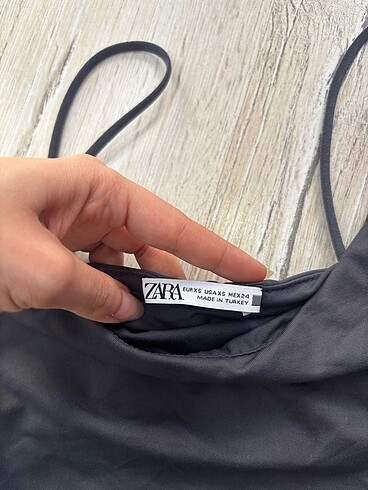 ZARA
EUR XS USA XS MEX 24
MADE IN TURKEY